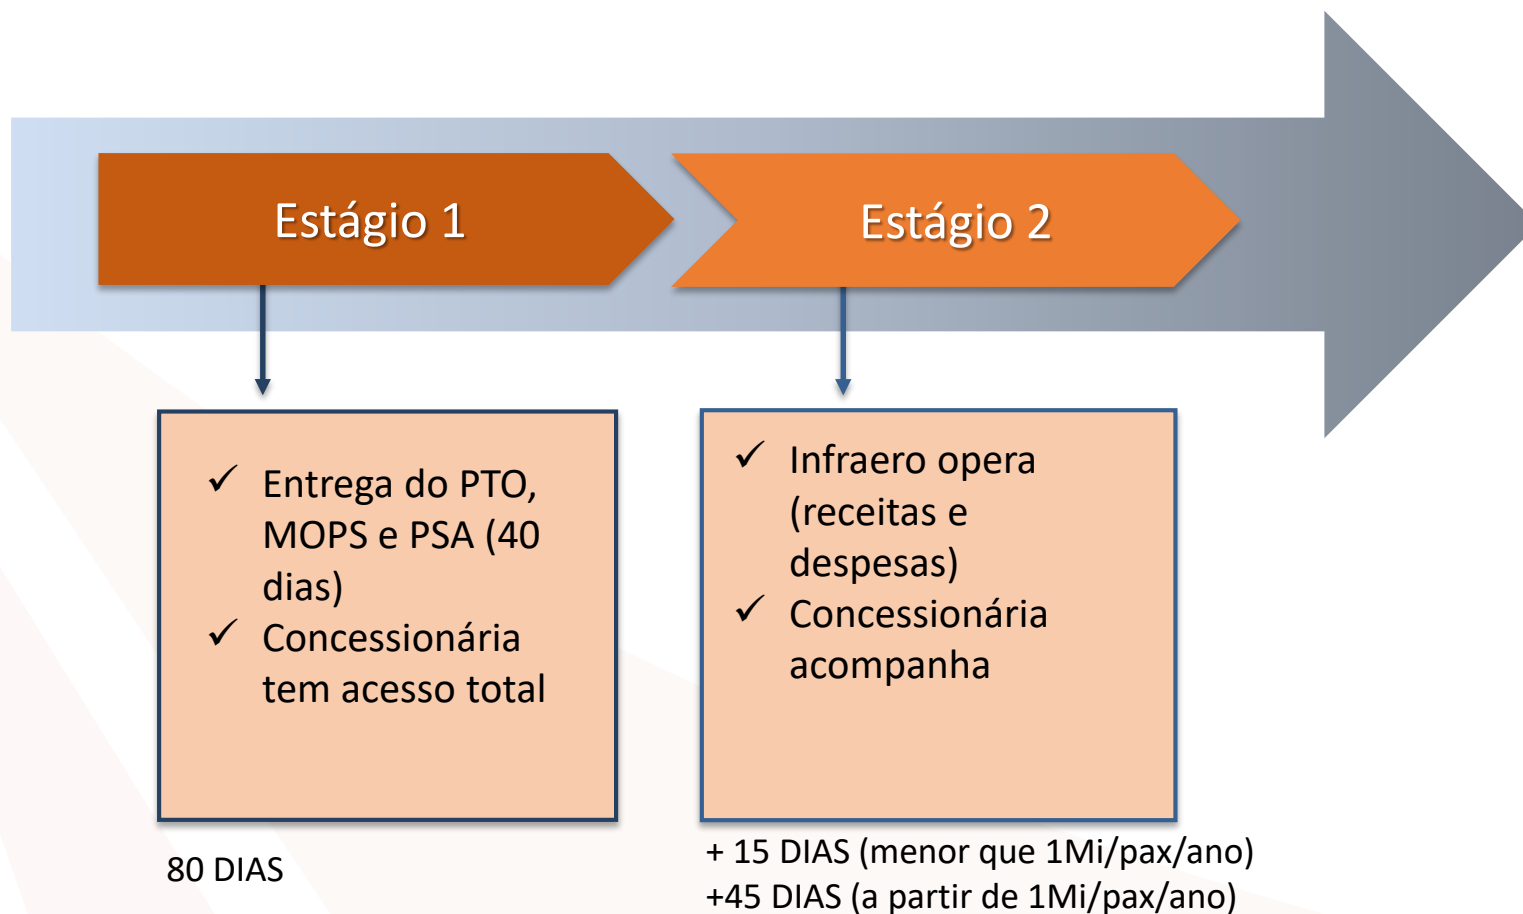 Estágio 1
Estágio 2
✓ Entrega do PTO,
MOPS e PSA (40
dias)
✓ Concessionária
tem acesso total
80 DIAS
✓ Infraero opera
(receitas e
despesas)
✓ Concessionária
acompanha
+ 15 DIAS (menor que 1Mi/pax/ano)
+45 DIAS (a partir de 1Mi/pax/ano)